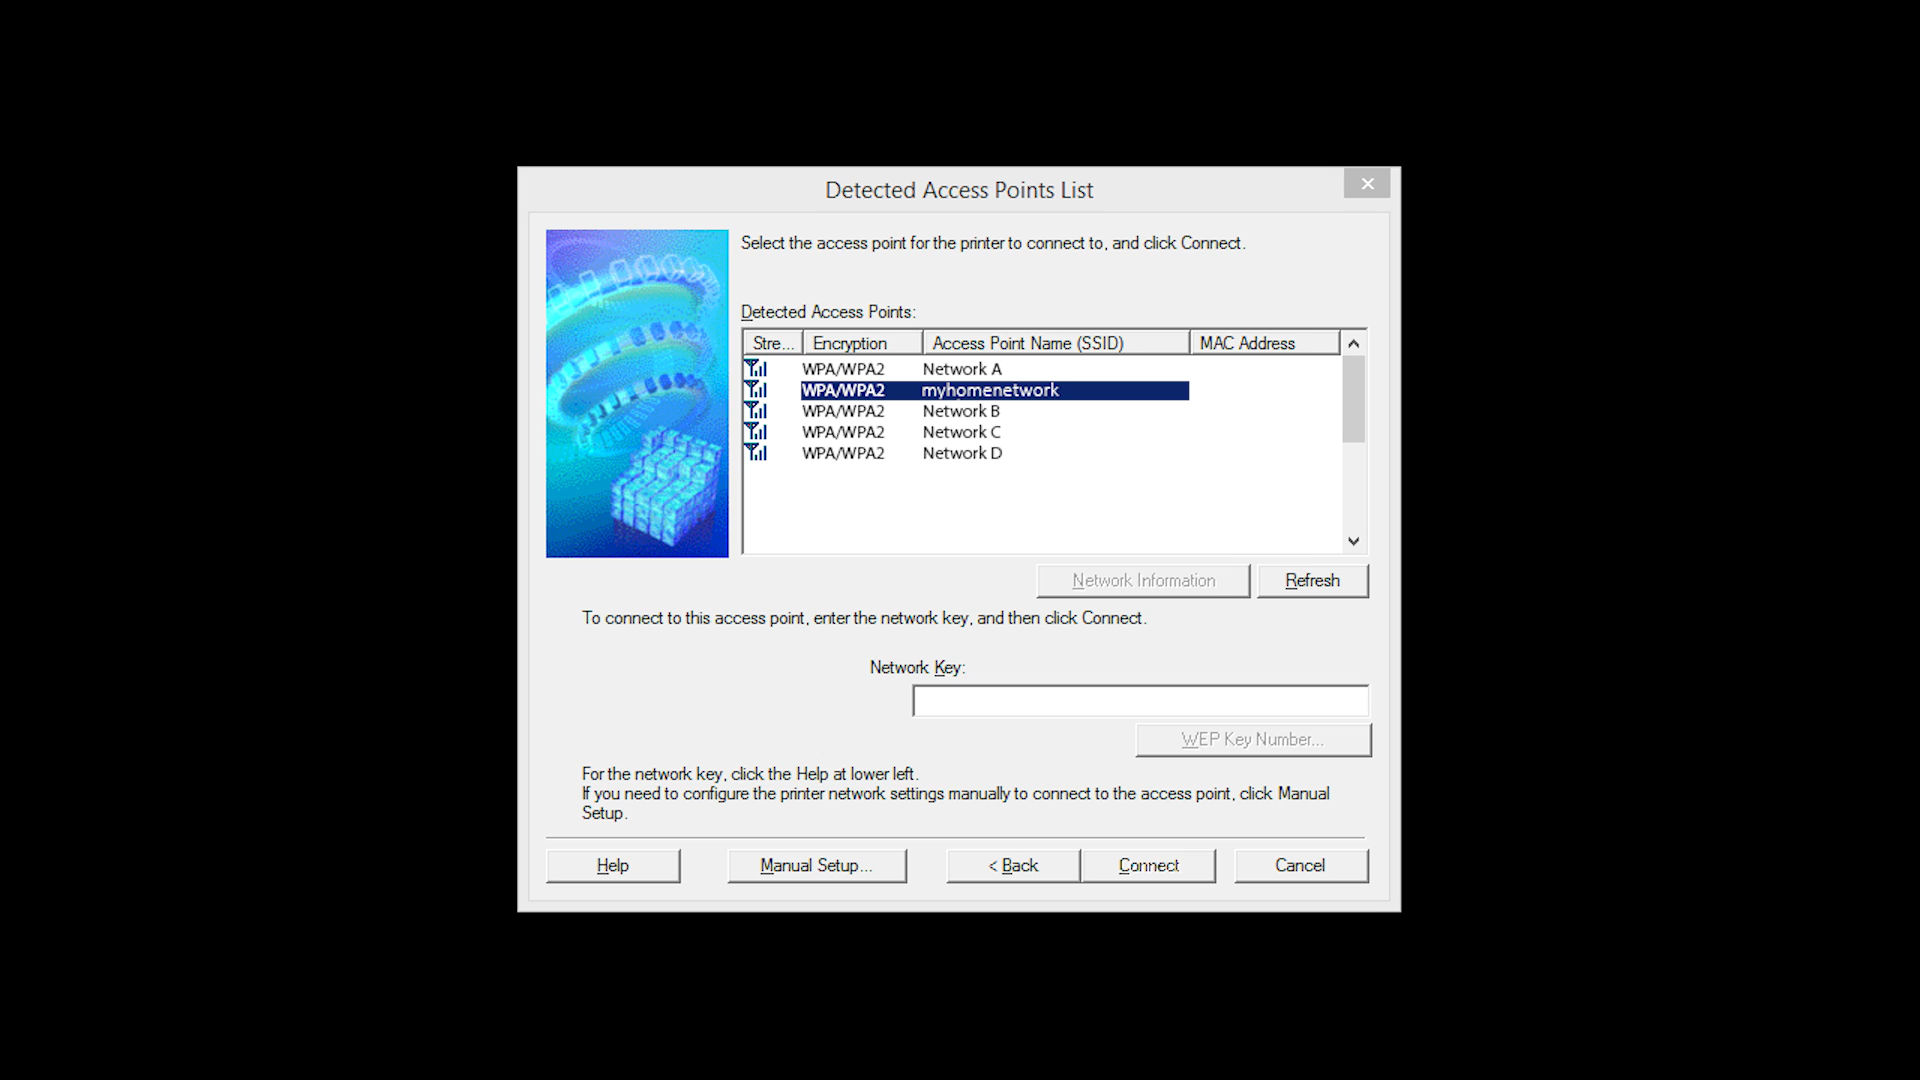 Detected Access Points List
Select the access point for the printer to connect to, and click Connect.
Detected Access Points:
Stre... Encryption Access Point Name (SSID) MAC Address
WPA/WPA2 Network A
WPA/WPA2 myhomenetwork
WPA/WPA2 Network B
WPA/WPA2 Network C
WPA/WPA2 Network D
Network Information Refresh
To connect to this access point, enter the network key, and then click Connect.
Network Key:
WEP Key Number...
For the network key, click the Help at lower left.
If you need to configure the printer network settings manually to connect to the access point, click Manual
Setup.
Help Manual Setup... < Back Connect Cancel